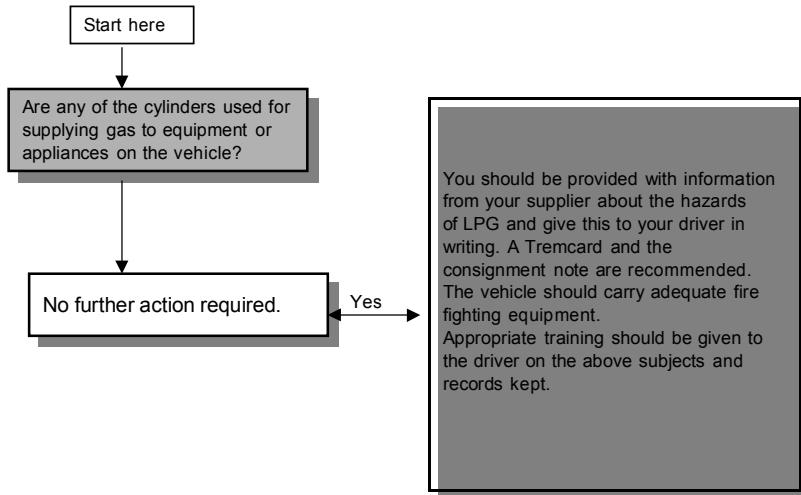 Start here
Are any of the cylinders used for
supplying gas to equipment or
appliances on the vehicle?
No further action required.
Yes
You should be provided with information
from your supplier about the hazards
of LPG and give this to your driver in
writing. A Tremcard and the
consignment note are recommended.
The vehicle should carry adequate fire
fighting equipment.
Appropriate training should be given to
the driver on the above subjects and
records kept.